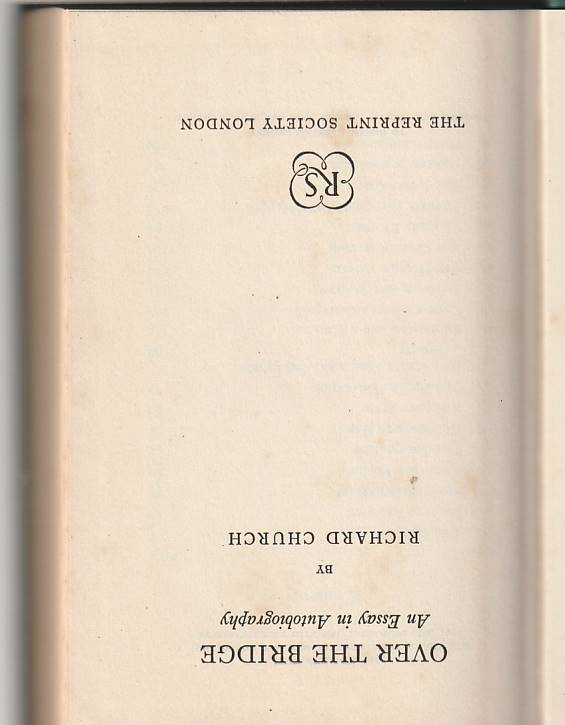 OVER THE BRIDGE
An Essay in Autobiography
BY
RICHARD CHURCH
RS
THE REPRINT SOCIETY LONDON